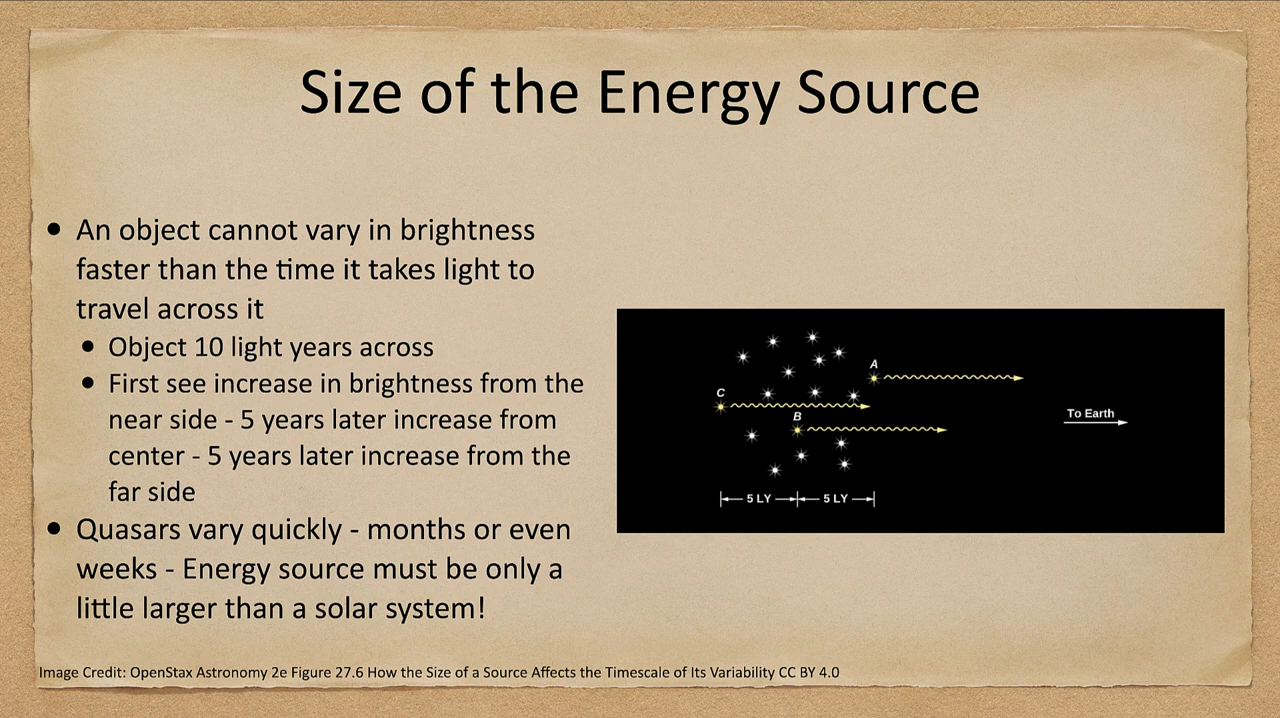 Size of the Energy Source
• An object cannot vary in brightness
faster than the time it takes light to
travel across it
• Object 10 light years across
• First see increase in brightness from the
near side - 5 years later increase from
center - 5 years later increase from the
far side
• Quasars vary quickly - months or even
weeks - Energy source must be only a
little larger than a solar system!
A
C
B
To Earth
5 LY
5 LY
Image Credit: OpenStax Astronomy 2e Figure 27.6 How the Size of a Source Affects the Timescale of Its Variability CC BY 4.0